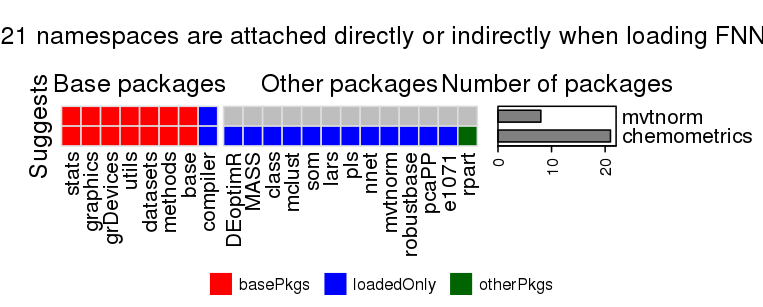 21 namespaces are attached directly or indirectly when loading FNN
Base packages
Other packages
Number of packages
Suggests
mvtnorm
chemometrics
stats
graphics
grDevices
utils
datasets
methods
base
compiler
DEoptimR
MASS
class
mclust
som
lars
pls
nnet
mvtnorm
robustbase
pcaPP
e1071
rpart
0
10
20
basePkgs
loadedOnly
otherPkgs